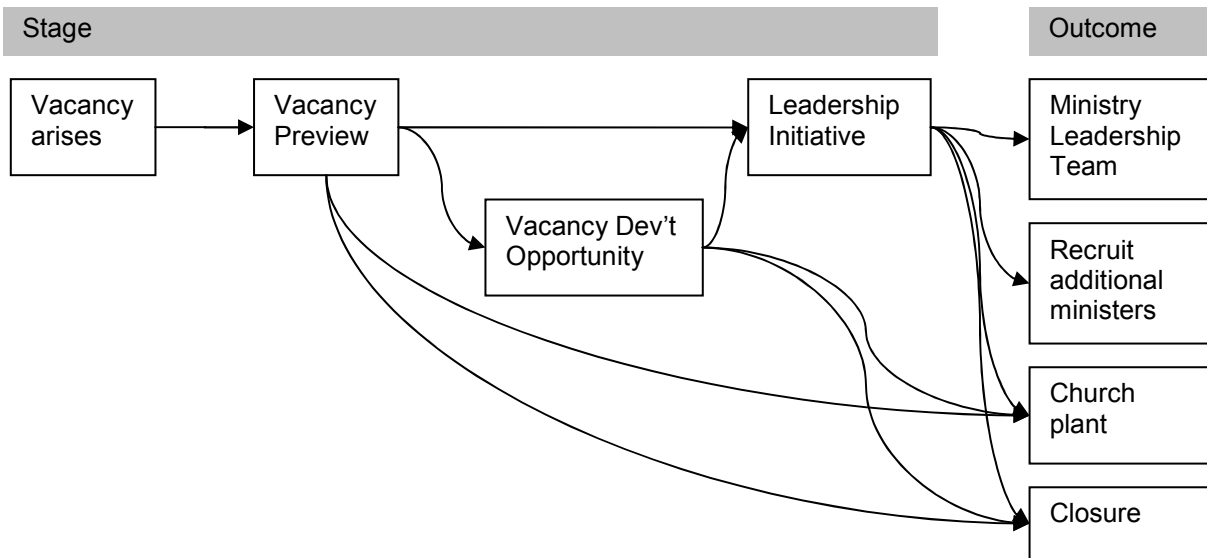 Stage
Outcome
Vacancy
arises
Vacancy
Preview
Leadership
Initiative
Ministry
Leadership
Team
Vacancy Dev’t
Opportunity
Recruit
additional
ministers
Church
plant
Closure